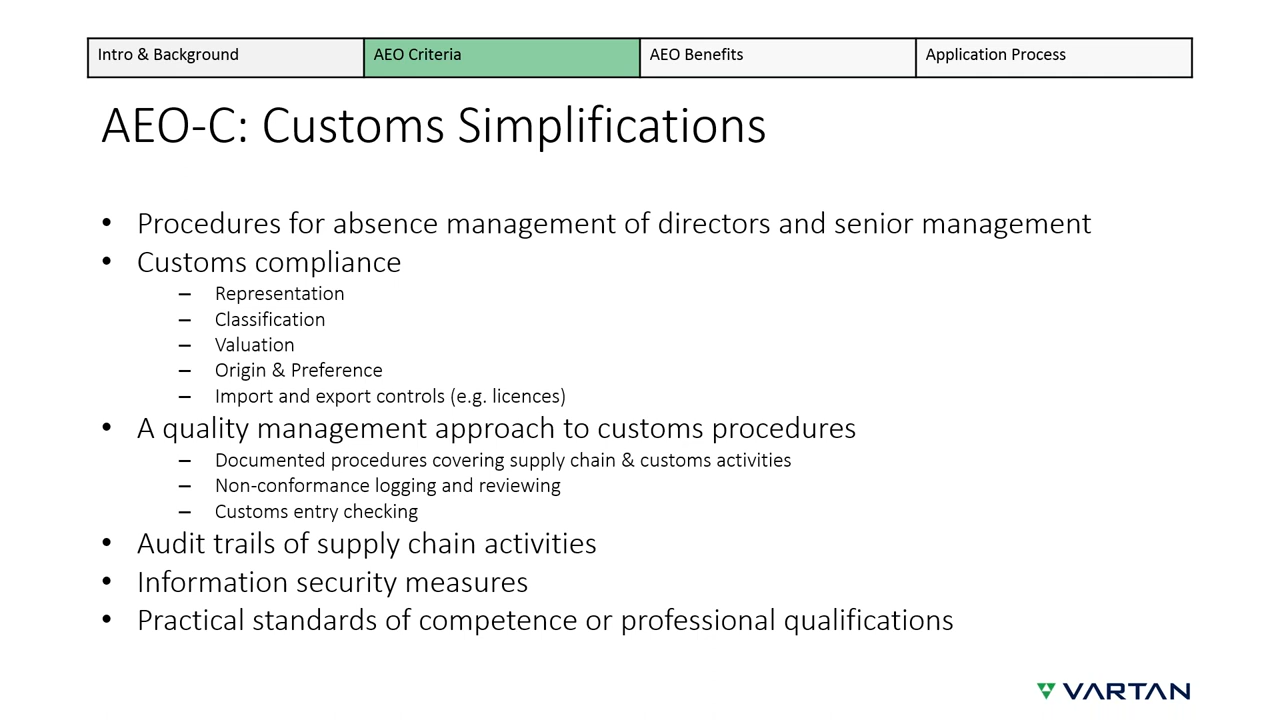 Intro & Background
AEO Criteria
AEO Benefits
Application Process
AEO-C: Customs Simplifications
• Procedures for absence management of directors and senior management
• Customs compliance
– Representation
– Classification
– Valuation
– Origin & Preference
– Import and export controls (e.g. licences)
• A quality management approach to customs procedures
– Documented procedures covering supply chain & customs activities
– Non-conformance logging and reviewing
– Customs entry checking
• Audit trails of supply chain activities
• Information security measures
• Practical standards of competence or professional qualifications
VARTAN